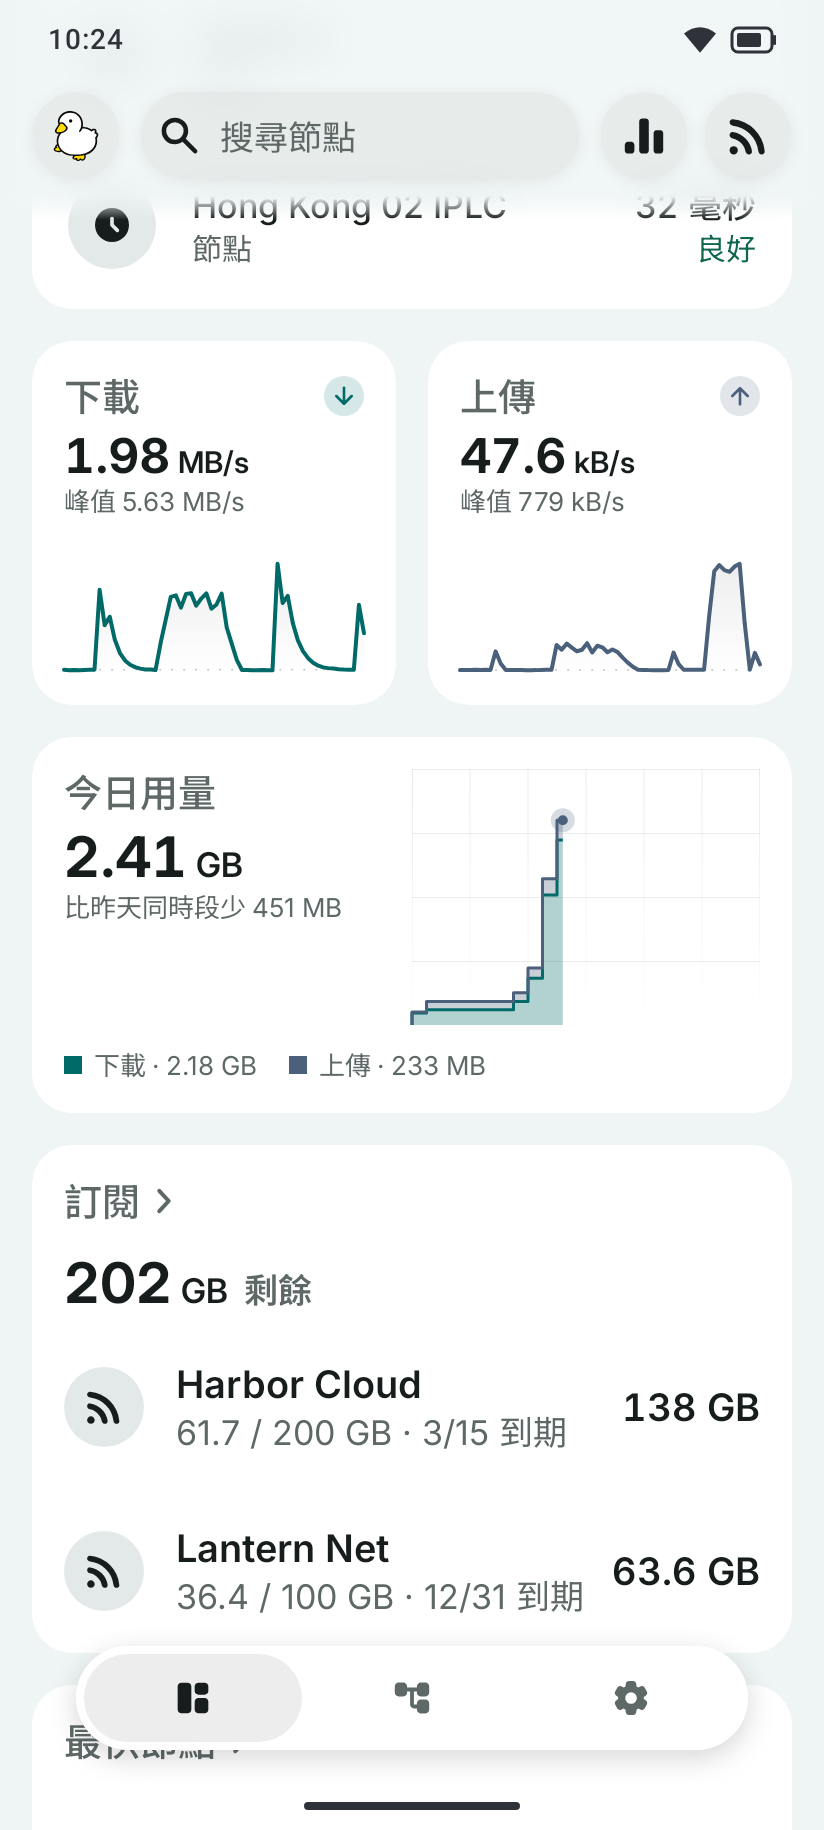 10:24
搜尋節點
Hong Kong 02 IPLC
32 毫秒
節點
良好
下載
1.98 MB/s
峰值 5.63 MB/s
上傳
47.6 kB/s
峰值 779 kB/s
今日用量
2.41 GB
比昨天同時段少 451 MB
下載 · 2.18 GB
上傳 · 233 MB
訂閱
202 GB 剩餘
Harbor Cloud
138 GB
61.7 / 200 GB · 3/15 到期
Lantern Net
63.6 GB
36.4 / 100 GB · 12/31 到期
最快節點